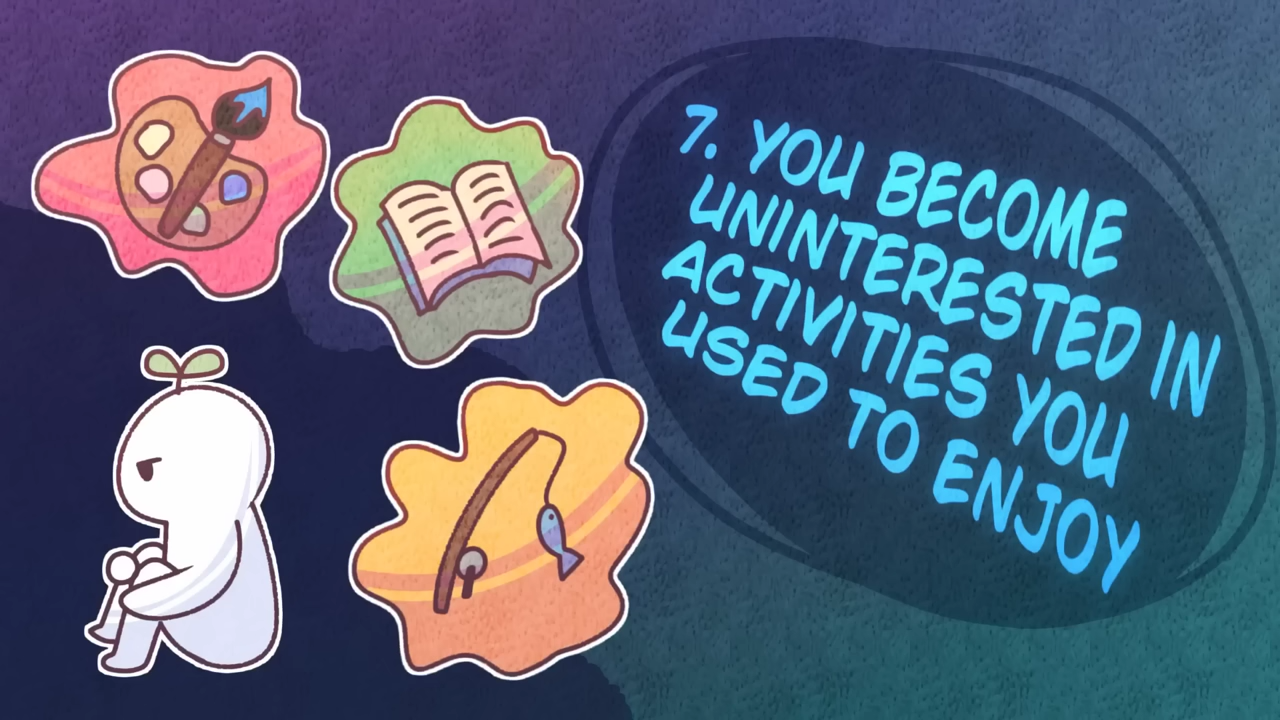 7. YOU BECOME
UNINTERESTED IN
ACTIVITIES YOU
USED TO ENJOY